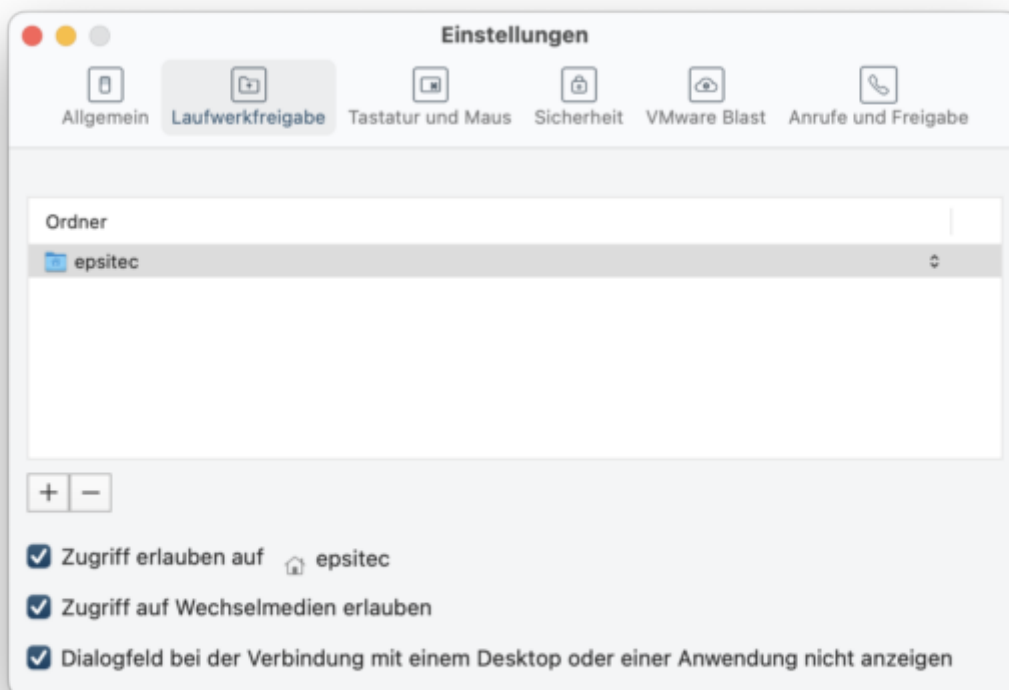 Einstellungen
Allgemein Laufwerkfreigabe Tastatur und Maus Sicherheit VMware Blast Anrufe und Freigabe
Ordner
epsitec
Zugriff erlauben auf epsitec
Zugriff auf Wechselmedien erlauben
Dialogfeld bei der Verbindung mit einem Desktop oder einer Anwendung nicht anzeigen